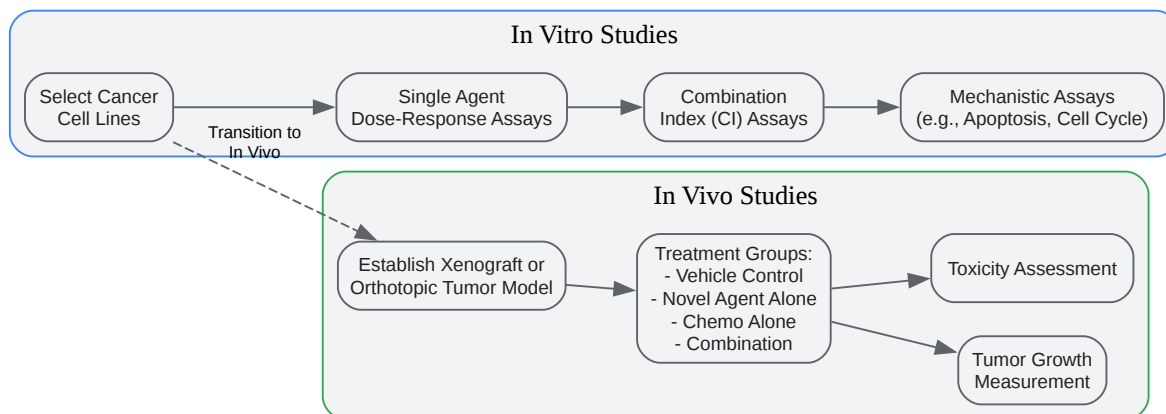 In Vitro Studies
Select Cancer
Cell Lines
Single Agent
Dose-Response Assays
Combination
Index (CI) Assays
Mechanistic Assays
(e.g., Apoptosis, Cell Cycle)
Transition to
In Vivo
In Vivo Studies
Establish Xenograft or
Orthotopic Tumor Model
Treatment Groups:
- Vehicle Control
- Novel Agent Alone
- Chemo Alone
- Combination
Toxicity Assessment
Tumor Growth
Measurement